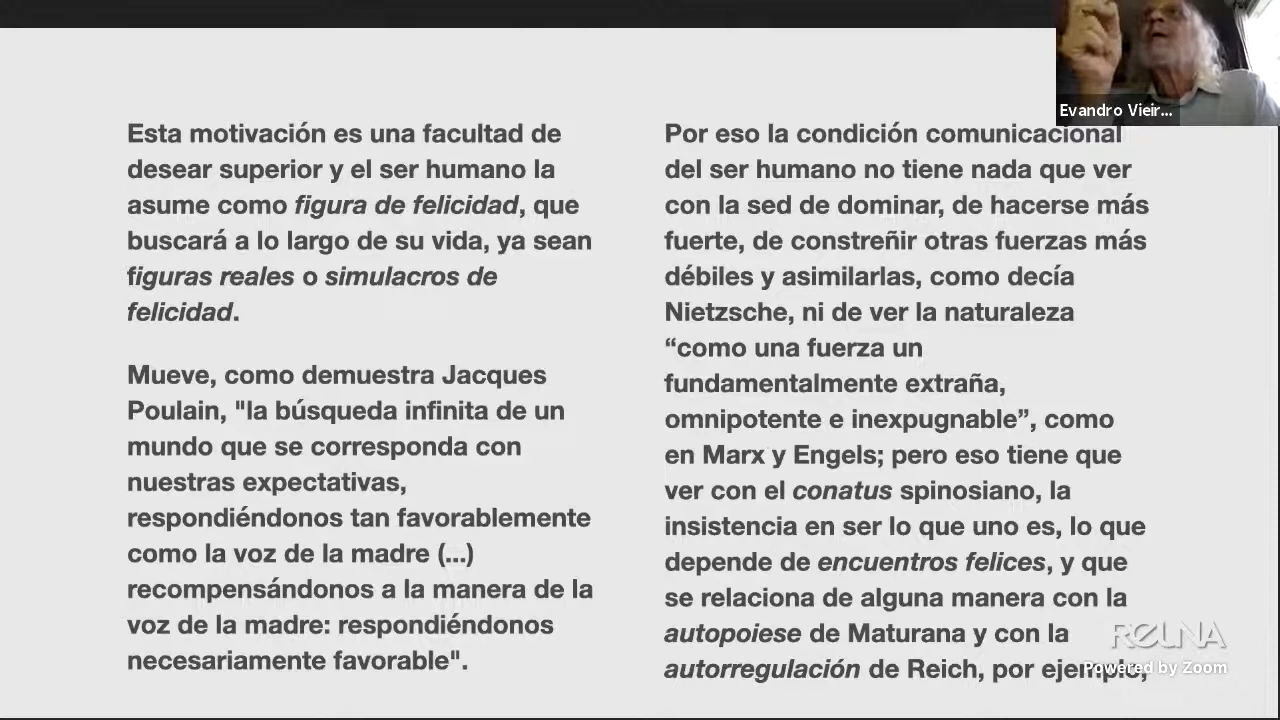 Esta motivación es una facultad de
desear superior y el ser humano la
asume como figura de felicidad, que
buscará a lo largo de su vida, ya sean
figuras reales o simulacros de
felicidad.
Mueve, como demuestra Jacques
Poulain, "la búsqueda infinita de un
mundo que se corresponda con
nuestras expectativas,
respondiéndonos tan favorablemente
como la voz de la madre (...)
recompensándonos a la manera de la
voz de la madre: respondiéndonos
necesariamente favorable".
Por eso la condición comunicacional
del ser humano no tiene nada que ver
con la sed de dominar, de hacerse más
fuerte, de constreñir otras fuerzas más
débiles y asimilarlas, como decía
Nietzsche, ni de ver la naturaleza
“como una fuerza un
fundamentalmente extraña,
omnipotente e inexpugnable”, como
en Marx y Engels; pero eso tiene que
ver con el conatus spinosiano, la
insistencia en ser lo que uno es, lo que
depende de encuentros felices, y que
se relaciona de alguna manera con la
autopoiese de Maturana y con la
autorregulación de Reich, por ejemplo,
Evandro Vieir...
REUNA
Powered by Zoom